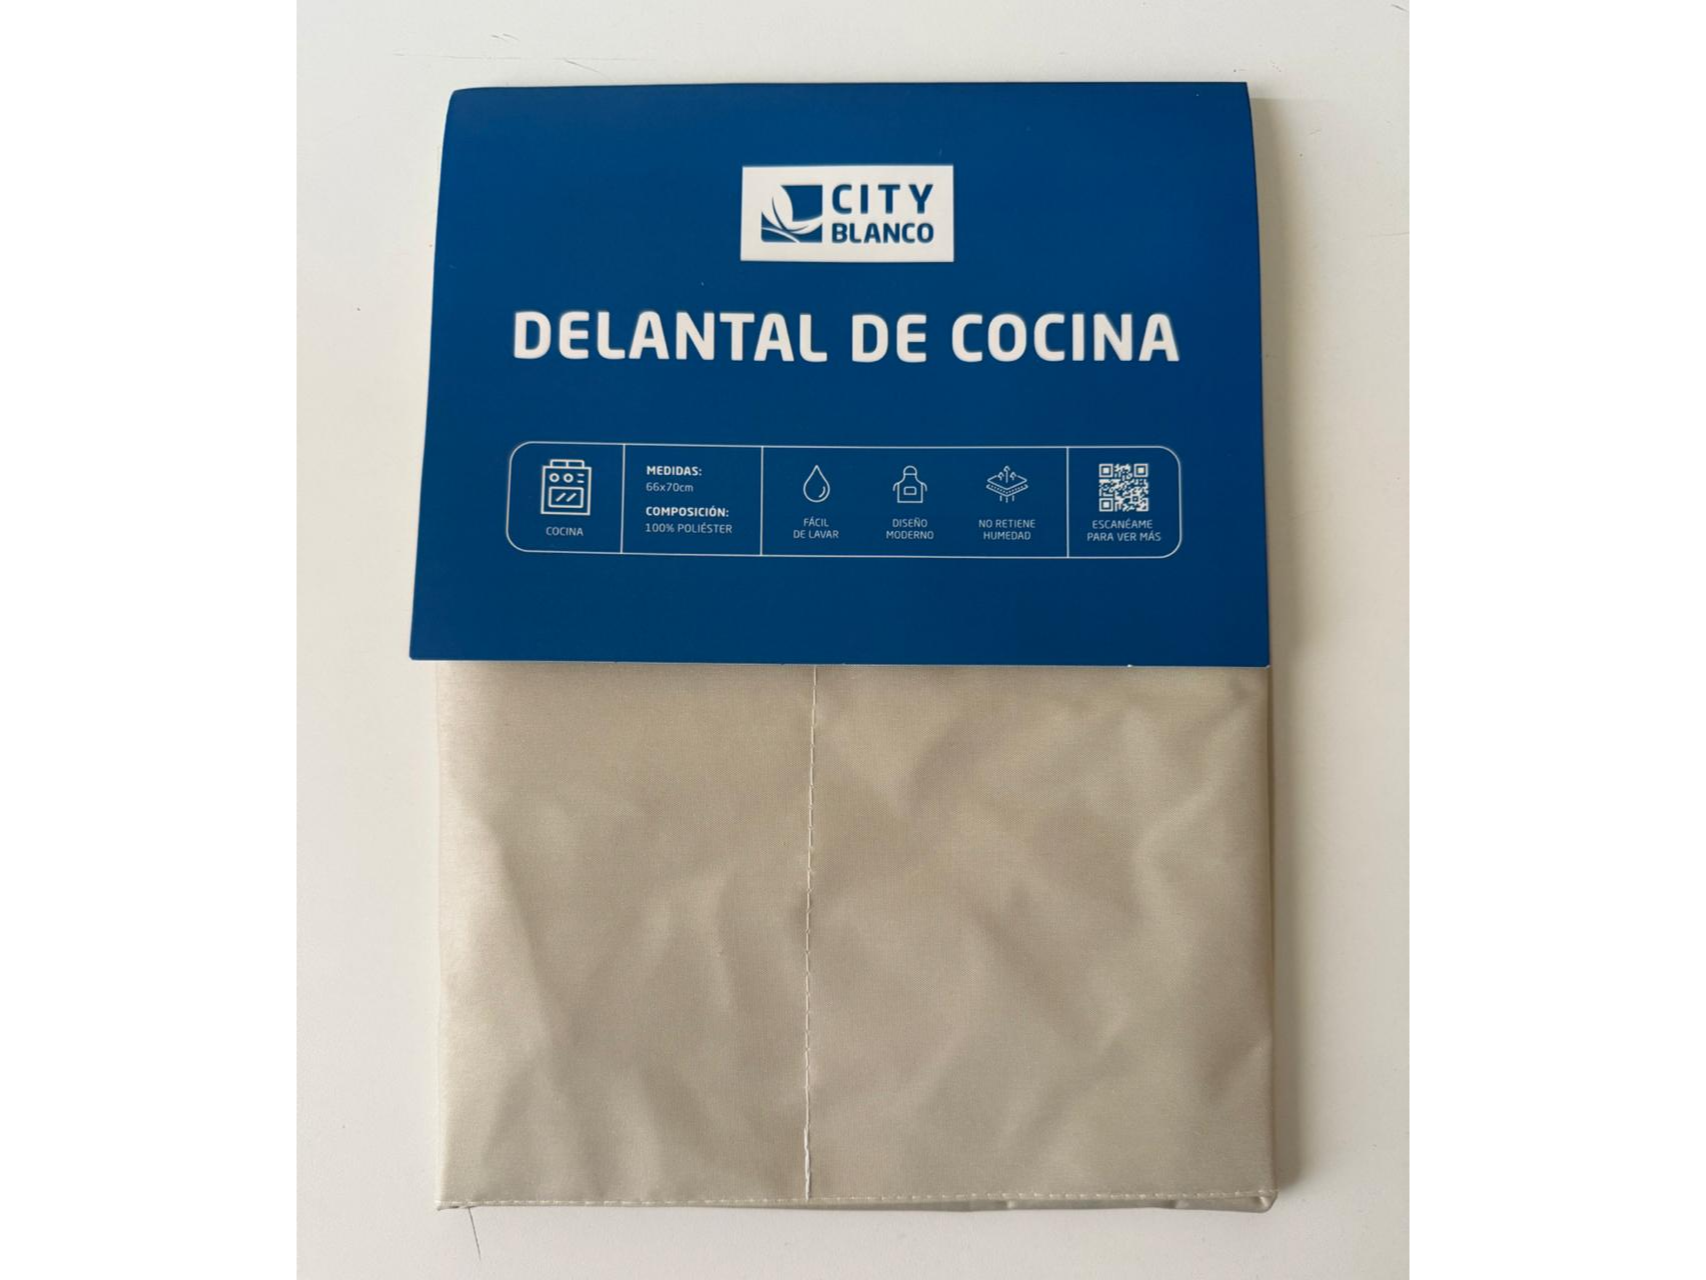 CITY
BLANCO
DELANTAL DE COCINA
COCINA
MEDIDAS:
66x70cm
COMPOSICIÓN:
100% POLIÉSTER
FÁCIL
DE LAVAR
DISEÑO
MODERNO
NO RETIENE
HUMEDAD
ESCANÉAME
PARA VER MÁS